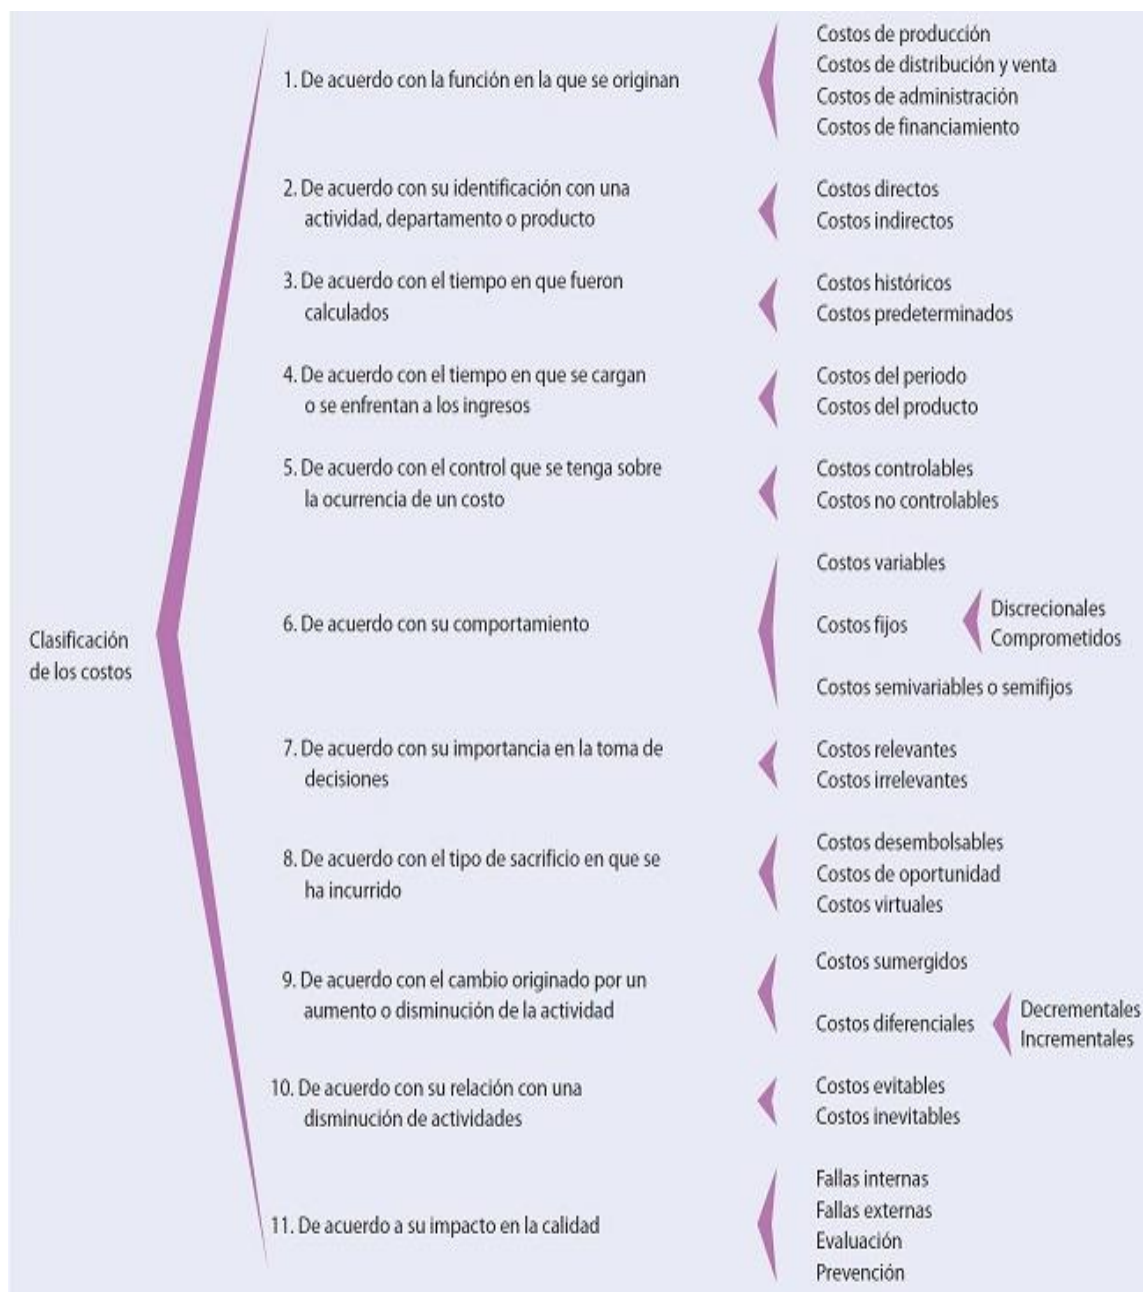 Clasificación
de los costos
1. De acuerdo con la función en la que se originan
Costos de producción
Costos de distribución y venta
Costos de administración
Costos de financiamiento
2. De acuerdo con su identificación con una
actividad, departamento o producto
Costos directos
Costos indirectos
3. De acuerdo con el tiempo en que fueron
calculados
Costos históricos
Costos predeterminados
4. De acuerdo con el tiempo en que se cargan
o se enfrentan a los ingresos
Costos del periodo
Costos del producto
5. De acuerdo con el control que se tenga sobre
la ocurrencia de un costo
Costos controlables
Costos no controlables
6. De acuerdo con su comportamiento
Costos variables
Costos fijos
Discrecionales
Comprometidos
Costos semivariables o semifijos
7. De acuerdo con su importancia en la toma de
decisiones
Costos relevantes
Costos irrelevantes
8. De acuerdo con el tipo de sacrificio en que se
ha incurrido
Costos desembolsables
Costos de oportunidad
Costos virtuales
9. De acuerdo con el cambio originado por un
aumento o disminución de la actividad
Costos sumergidos
Costos diferenciales
Decrementales
Incrementales
10. De acuerdo con su relación con una
disminución de actividades
Costos evitables
Costos inevitables
11. De acuerdo a su impacto en la calidad
Fallas internas
Fallas externas
Evaluación
Prevención